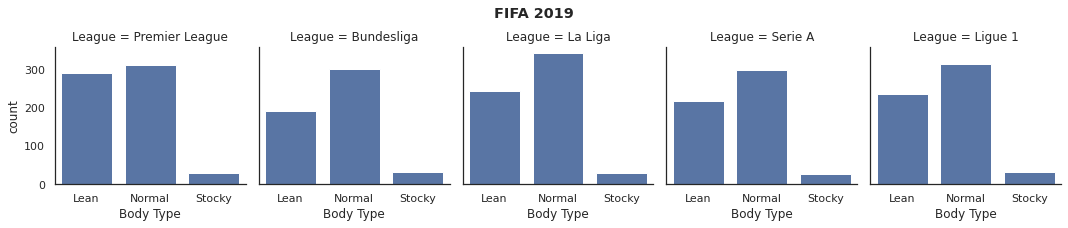 FIFA 2019
League = Premier League
League = Bundesliga
League = La Liga
League = Serie A
League = Ligue 1
count
300
200
100
0
Lean Normal Stocky
Body Type
Lean Normal Stocky
Body Type
Lean Normal Stocky
Body Type
Lean Normal Stocky
Body Type
Lean Normal Stocky
Body Type